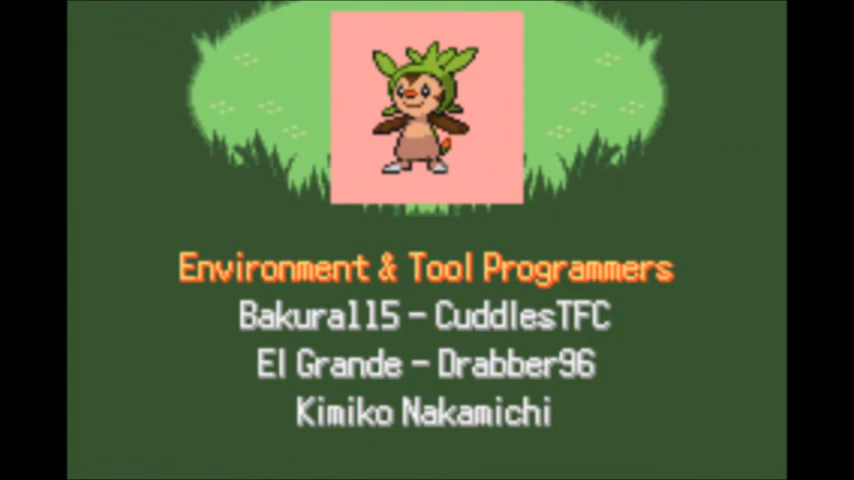 Environment & Tool Programmers
Bakura115 - CuddlesTFC
El Grande - Drabber96
Kimiko Nakamichi